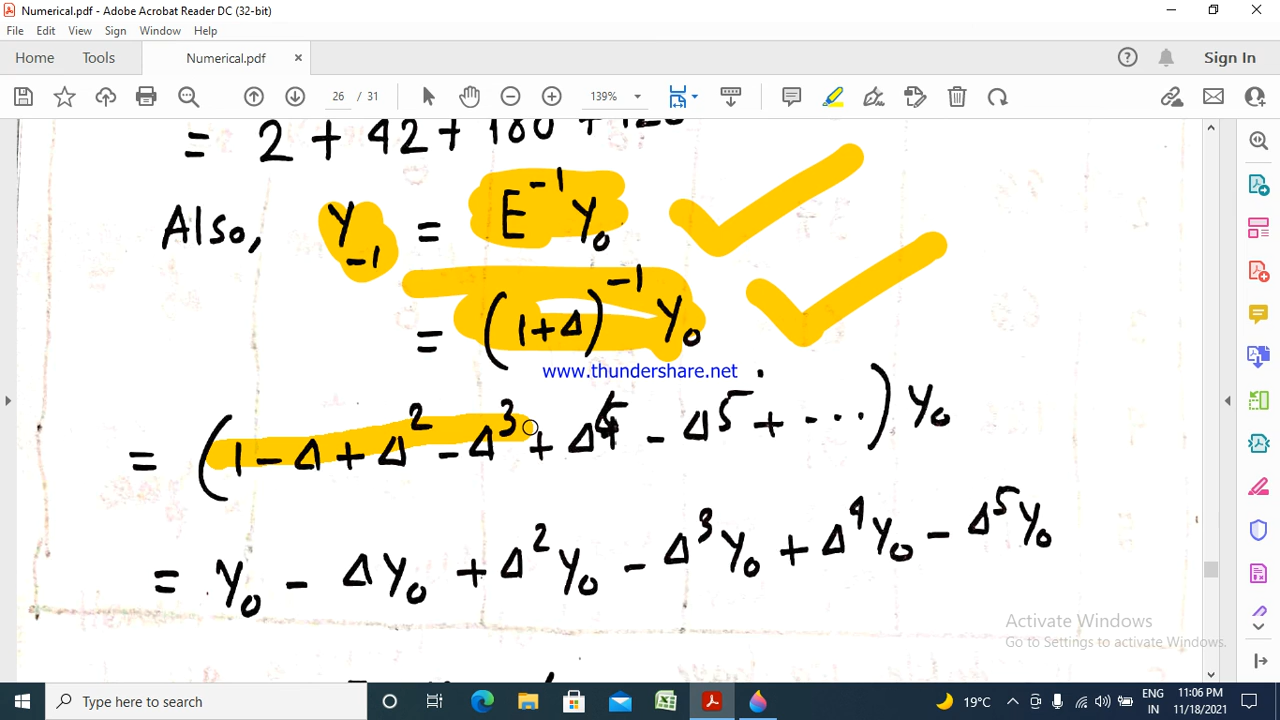 Numerical.pdf - Adobe Acrobat Reader DC (32-bit)
File Edit View Sign Window Help
Home Tools Numerical.pdf × Sign In
26 / 31 139%
= 2 + 42 + 180 + 120
Also, Y₋₁ = E⁻¹ Y₀
= (1+Δ)⁻¹ Y₀
www.thundershare.net
= (1 - Δ + Δ² - Δ³ + Δ⁴ - Δ⁵ + ...) Y₀
= Y₀ - ΔY₀ + Δ²Y₀ - Δ³Y₀ + Δ⁴Y₀ - Δ⁵Y₀
Activate Windows
Go to Settings to activate Windows.
Type here to search
19°C ENG 11:06 PM
IN 11/18/2021